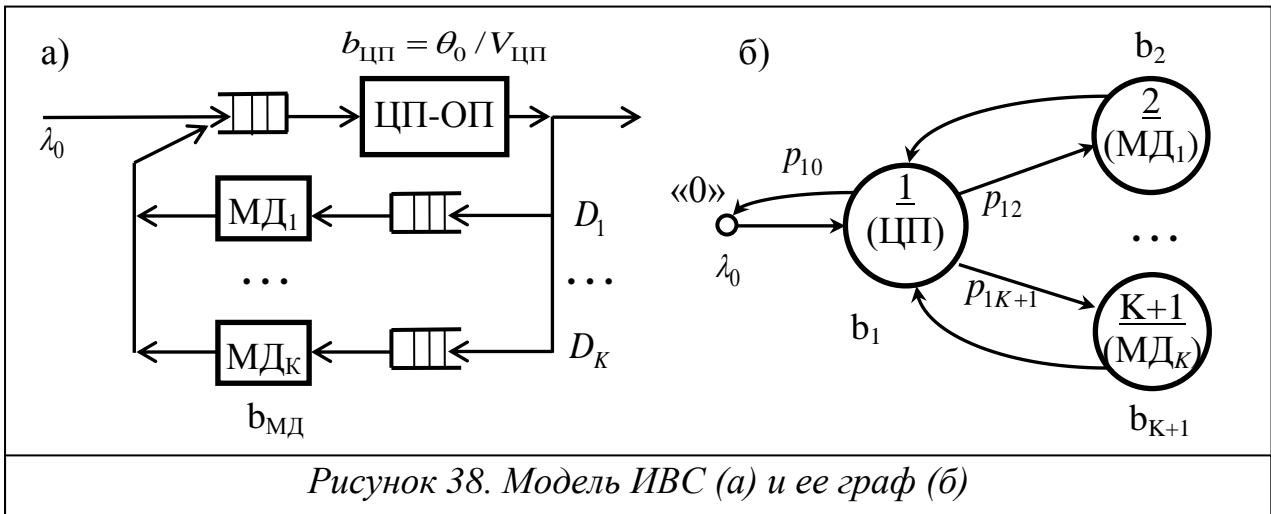 а)
b_ЦП = θ_0 / V_ЦП
λ_0
ЦП-ОП
МД_1
D_1
...
...
МД_К
D_K
b_МД
б)
b_2
2
(МД_1)
p_10
«0»
1
(ЦП)
p_12
λ_0
...
p_1K+1
b_1
K+1
(МД_K)
b_K+1
Рисунок 38. Модель ИВС (а) и ее граф (б)